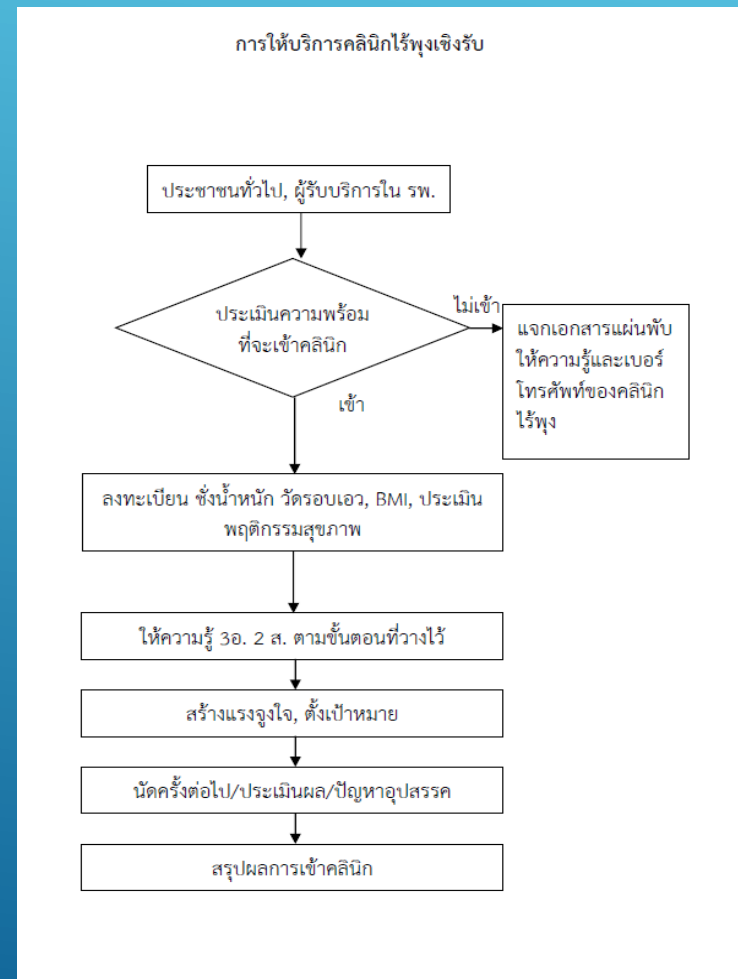 การให้บริการคลินิกไร้พุงเชิงรับ
ประชาชนทั่วไป, ผู้รับบริการใน รพ.
ประเมินความพร้อม
ที่จะเข้าคลินิก
ไม่เข้า
แจกเอกสารแผ่นพับ
ให้ความรู้และเบอร์
โทรศัพท์ของคลินิก
ไร้พุง
เข้า
ลงทะเบียน ชั่งน้ำหนัก วัดรอบเอว, BMI, ประเมิน
พฤติกรรมสุขภาพ
ให้ความรู้ 3อ. 2 ส. ตามขั้นตอนที่วางไว้
สร้างแรงจูงใจ, ตั้งเป้าหมาย
นัดครั้งต่อไป/ประเมินผล/ปัญหาอุปสรรค
สรุปผลการเข้าคลินิก